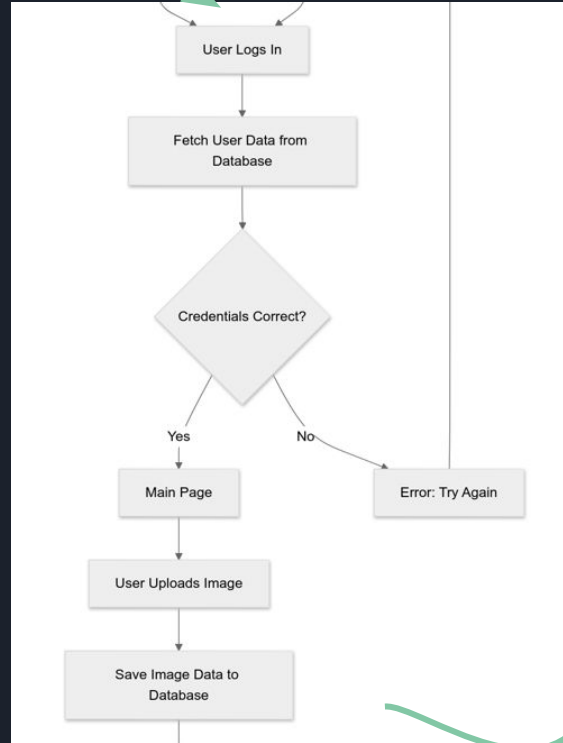 User Logs In
Fetch User Data from
Database
Credentials Correct?
Yes
No
Main Page
Error: Try Again
User Uploads Image
Save Image Data to
Database